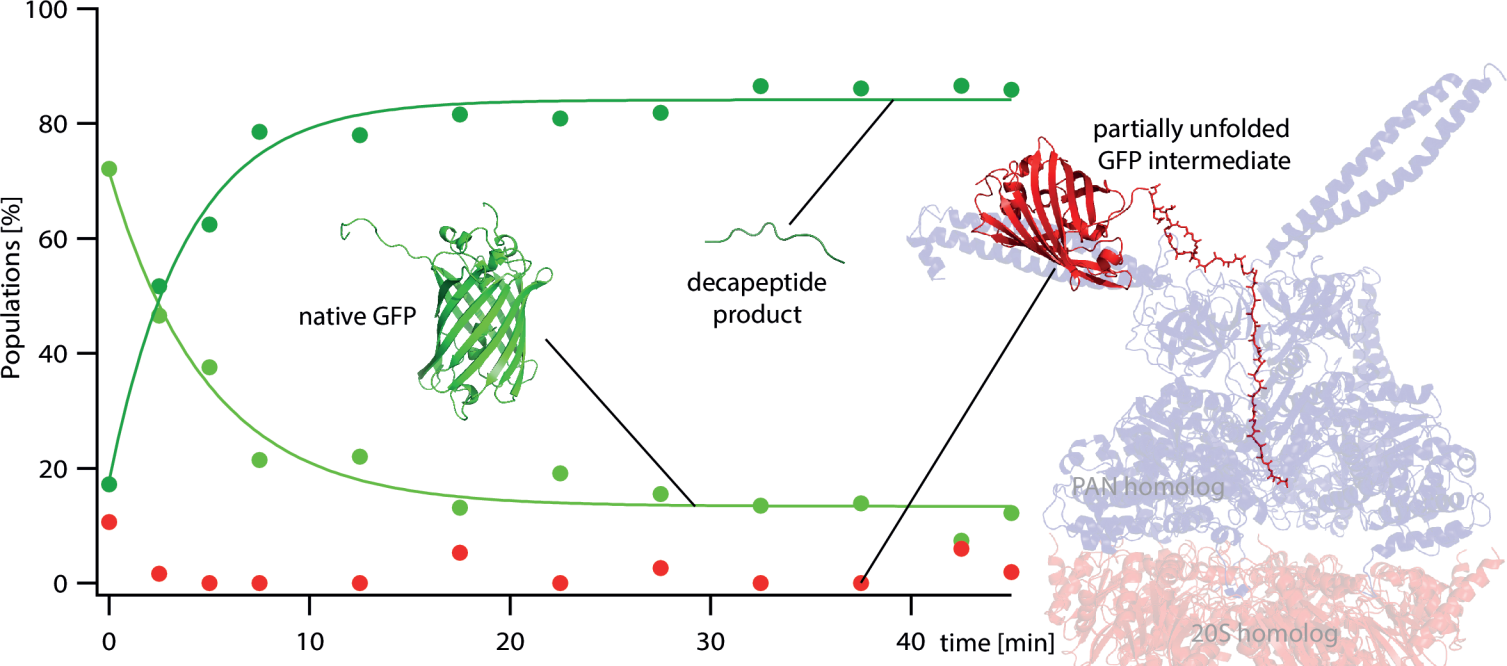 100
80
60
40
20
0
Populations [%]
0 10 20 30 40 time [min]
native GFP
decapeptide
product
partially unfolded
GFP intermediate
PAN homolog
20S homolog